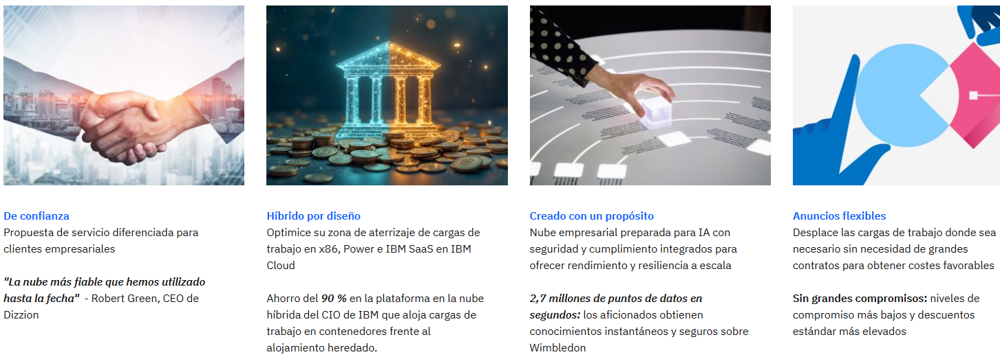 De confianza
Propuesta de servicio diferenciada para
clientes empresariales
"La nube más fiable que hemos utilizado
hasta la fecha" - Robert Green, CEO de
Dizzion
Híbrido por diseño
Optimice su zona de aterrizaje de cargas de
trabajo en x86, Power e IBM SaaS en IBM
Cloud
Ahorro del 90 % en la plataforma en la nube
híbrida del CIO de IBM que aloja cargas de
trabajo en contenedores frente al
alojamiento heredado.
Creado con un propósito
Nube empresarial preparada para IA con
seguridad y cumplimiento integrados para
ofrecer rendimiento y resiliencia a escala
2,7 millones de puntos de datos en
segundos: los aficionados obtienen
conocimientos instantáneos y seguros sobre
Wimbledon
Anuncios flexibles
Desplace las cargas de trabajo donde sea
necesario sin necesidad de grandes
contratos para obtener costes favorables
Sin grandes compromisos: niveles de
compromiso más bajos y descuentos
estándar más elevados